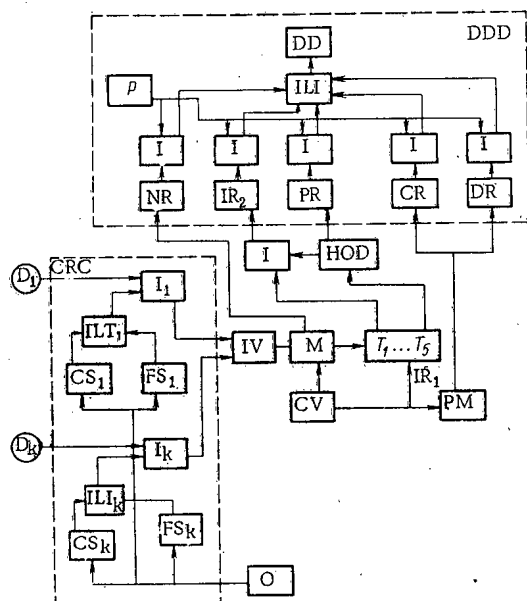 DDD
DD
P
ILI
I I I I I
NR IR₂ PR CR DR
I HOD
D₁ CRC
I₁
ILT₁
IV M T₁...T₅
CS₁ FS₁
IR₁
CV PM
Dₖ
Iₖ
ILIₖ
FSₖ
CSₖ
O